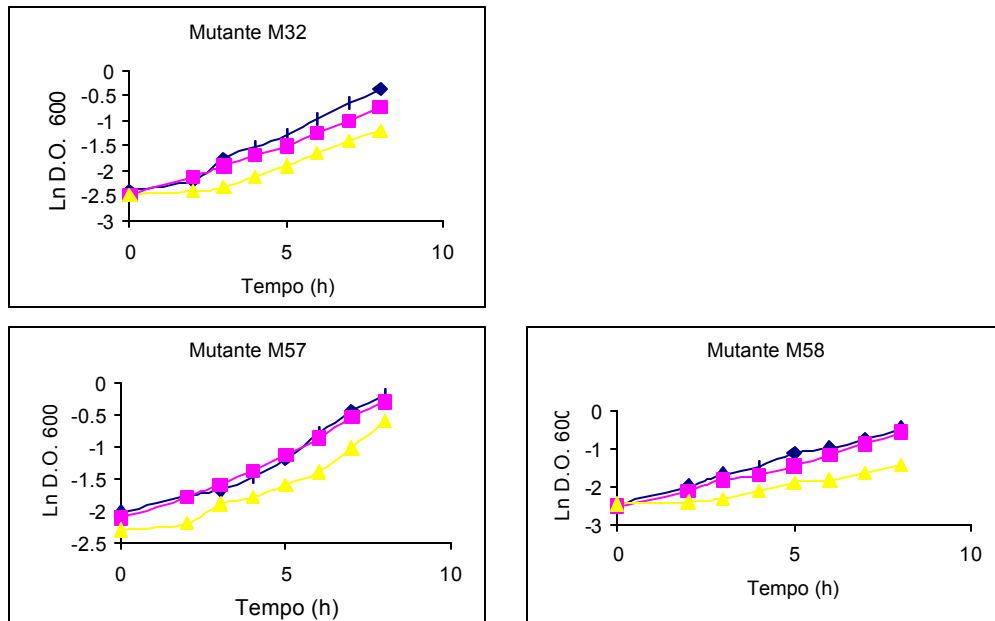 Mutante M32
0
-0.5
-1
-1.5
-2
-2.5
-3
Ln D.O. 600
0 5 10
Tempo (h)
Mutante M57
0
-0.5
-1
-1.5
-2
-2.5
Ln D.O. 600
0 5 10
Tempo (h)
Mutante M58
0
-1
-2
-3
Ln D.O. 600
0 5 10
Tempo (h)